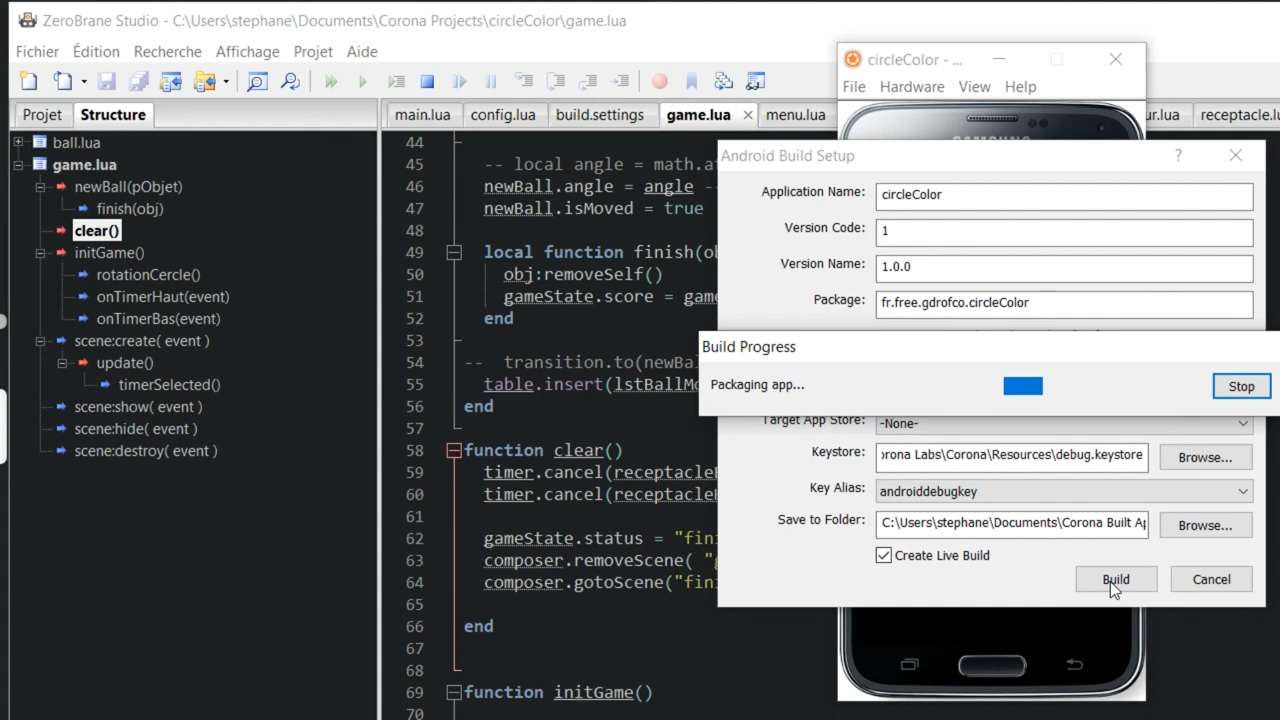 ZeroBrane Studio - C:\Users\stephane\Documents\Corona Projects\circleColor\game.lua
Fichier Édition Recherche Affichage Projet Aide
Projet Structure
ball.lua
game.lua
newBall(pObjet)
finish(obj)
clear()
initGame()
rotationCercle()
onTimerHaut(event)
onTimerBas(event)
scene:create( event )
update()
timerSelected()
scene:show( event )
scene:hide( event )
scene:destroy( event )
main.lua config.lua build.settings game.lua menu.lua
44
45 -- local angle = math.a
46 newBall.angle = angle --
47 newBall.isMoved = true
48
49 local function finish(o
50 obj:removeSelf()
51 gameState.score = gam
52 end
53
54 -- transition.to(newBa
55 table.insert(lstBallMo
56 end
57
58 function clear()
59 timer.cancel(receptacle
60 timer.cancel(receptacle
61
62 gameState.status = "fin
63 composer.removeScene( "
64 composer.gotoScene("fin
65
66 end
67
68
69 function initGame()
70
circleColor - ...
File Hardware View Help
SAMSUNG
ur.lua receptacle.lu
Android Build Setup
Application Name: circleColor
Version Code: 1
Version Name: 1.0.0
Package: fr.free.gdrofco.circleColor
Build Progress
Packaging app... Stop
Target App Store: -None-
Keystore: orona Labs\Corona\Resources\debug.keystore Browse...
Key Alias: androiddebugkey
Save to Folder: C:\Users\stephane\Documents\Corona Built Ap Browse...
Create Live Build
Build Cancel